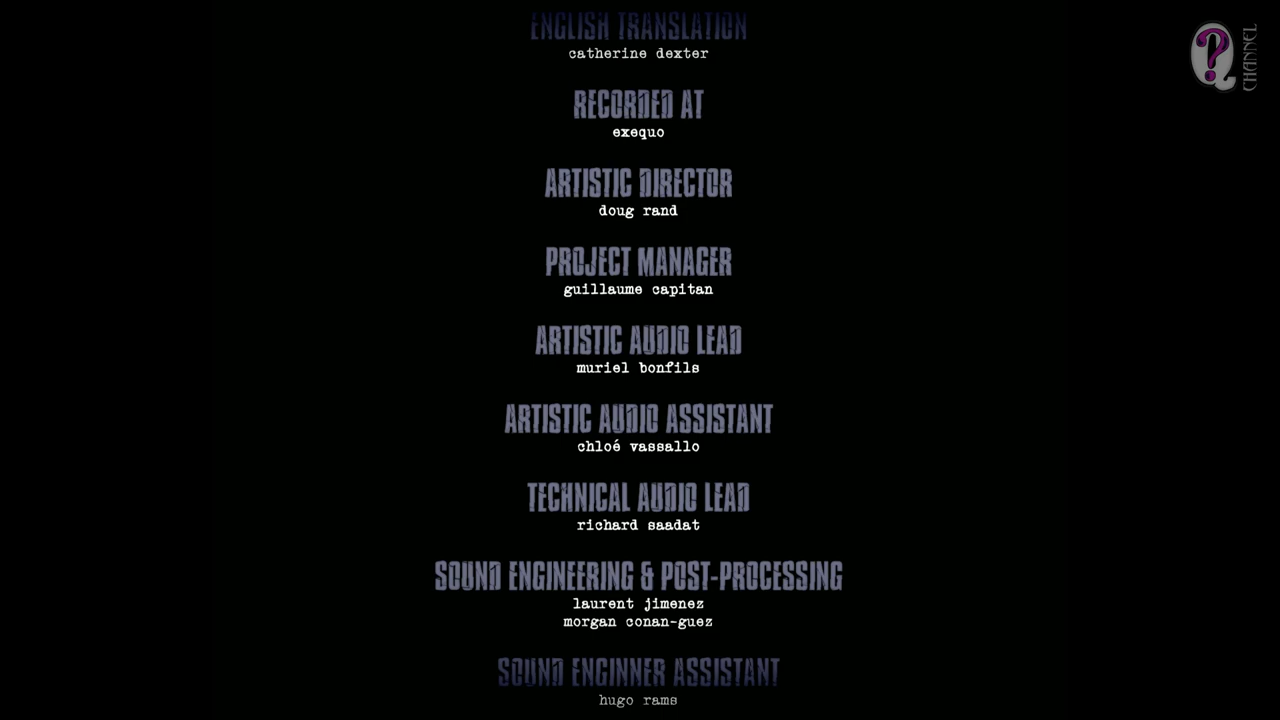 ENGLISH TRANSLATION
catherine dexter
RECORDED AT
exequo
ARTISTIC DIRECTOR
doug rand
PROJECT MANAGER
guillaume capitan
ARTISTIC AUDIO LEAD
muriel bonfils
ARTISTIC AUDIO ASSISTANT
chloé vassallo
TECHNICAL AUDIO LEAD
richard saadat
SOUND ENGINEERING & POST-PROCESSING
laurent jimenez
morgan conan-guez
SOUND ENGINNER ASSISTANT
hugo rams
Q?
CHANNEL